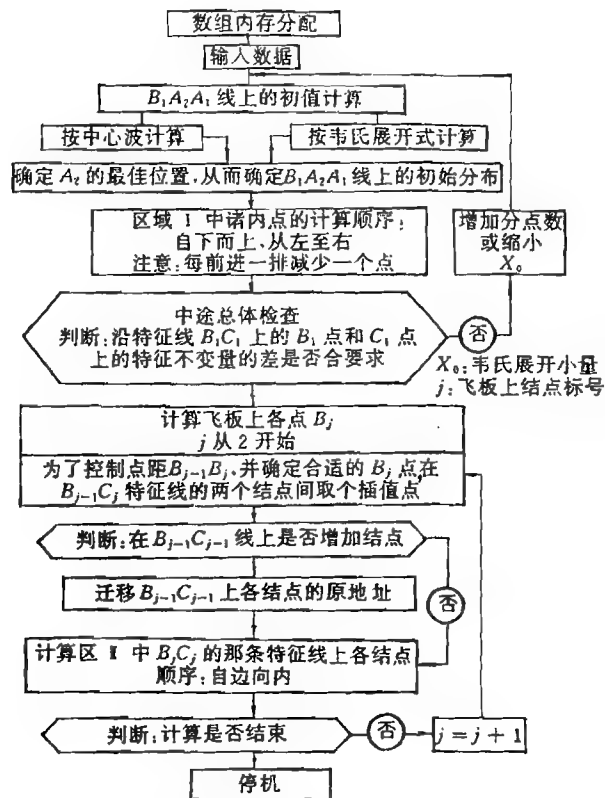 数组内存分配
输入数据
B₁A₂A₁ 线上的初值计算
按中心波计算
按韦氏展开式计算
确定 A₂ 的最佳位置,从而确定B₁A₂A₁ 线上的初始分布
区域 I 中诸内点的计算顺序:
自下而上、从左至右
注意:每前进一排减少一个点
增加分点数
或缩小
X₀
中途总体检查
判断:沿特征线 B₁C₁ 上的 B₁ 点和 C₁ 点
上的特征不变量的差是否合要求
否
X₀:韦氏展开小量
j:飞板上结点标号
计算飞板上各点 Bⱼ
j 从 2 开始
为了控制点距Bⱼ₋₁Bⱼ,并确定合适的 Bⱼ 点,在
Bⱼ₋₁Cⱼ 特征线的两个结点间取个插值点
判断:在 Bⱼ₋₁Cⱼ₋₁ 线上是否增加结点
迁移 Bⱼ₋₁Cⱼ₋₁ 上各结点的原地址
否
计算区 Ⅱ 中 BⱼCⱼ 的那条特征线上各结点
顺序:自边向内
判断:计算是否结束
否
j = j + 1
停机